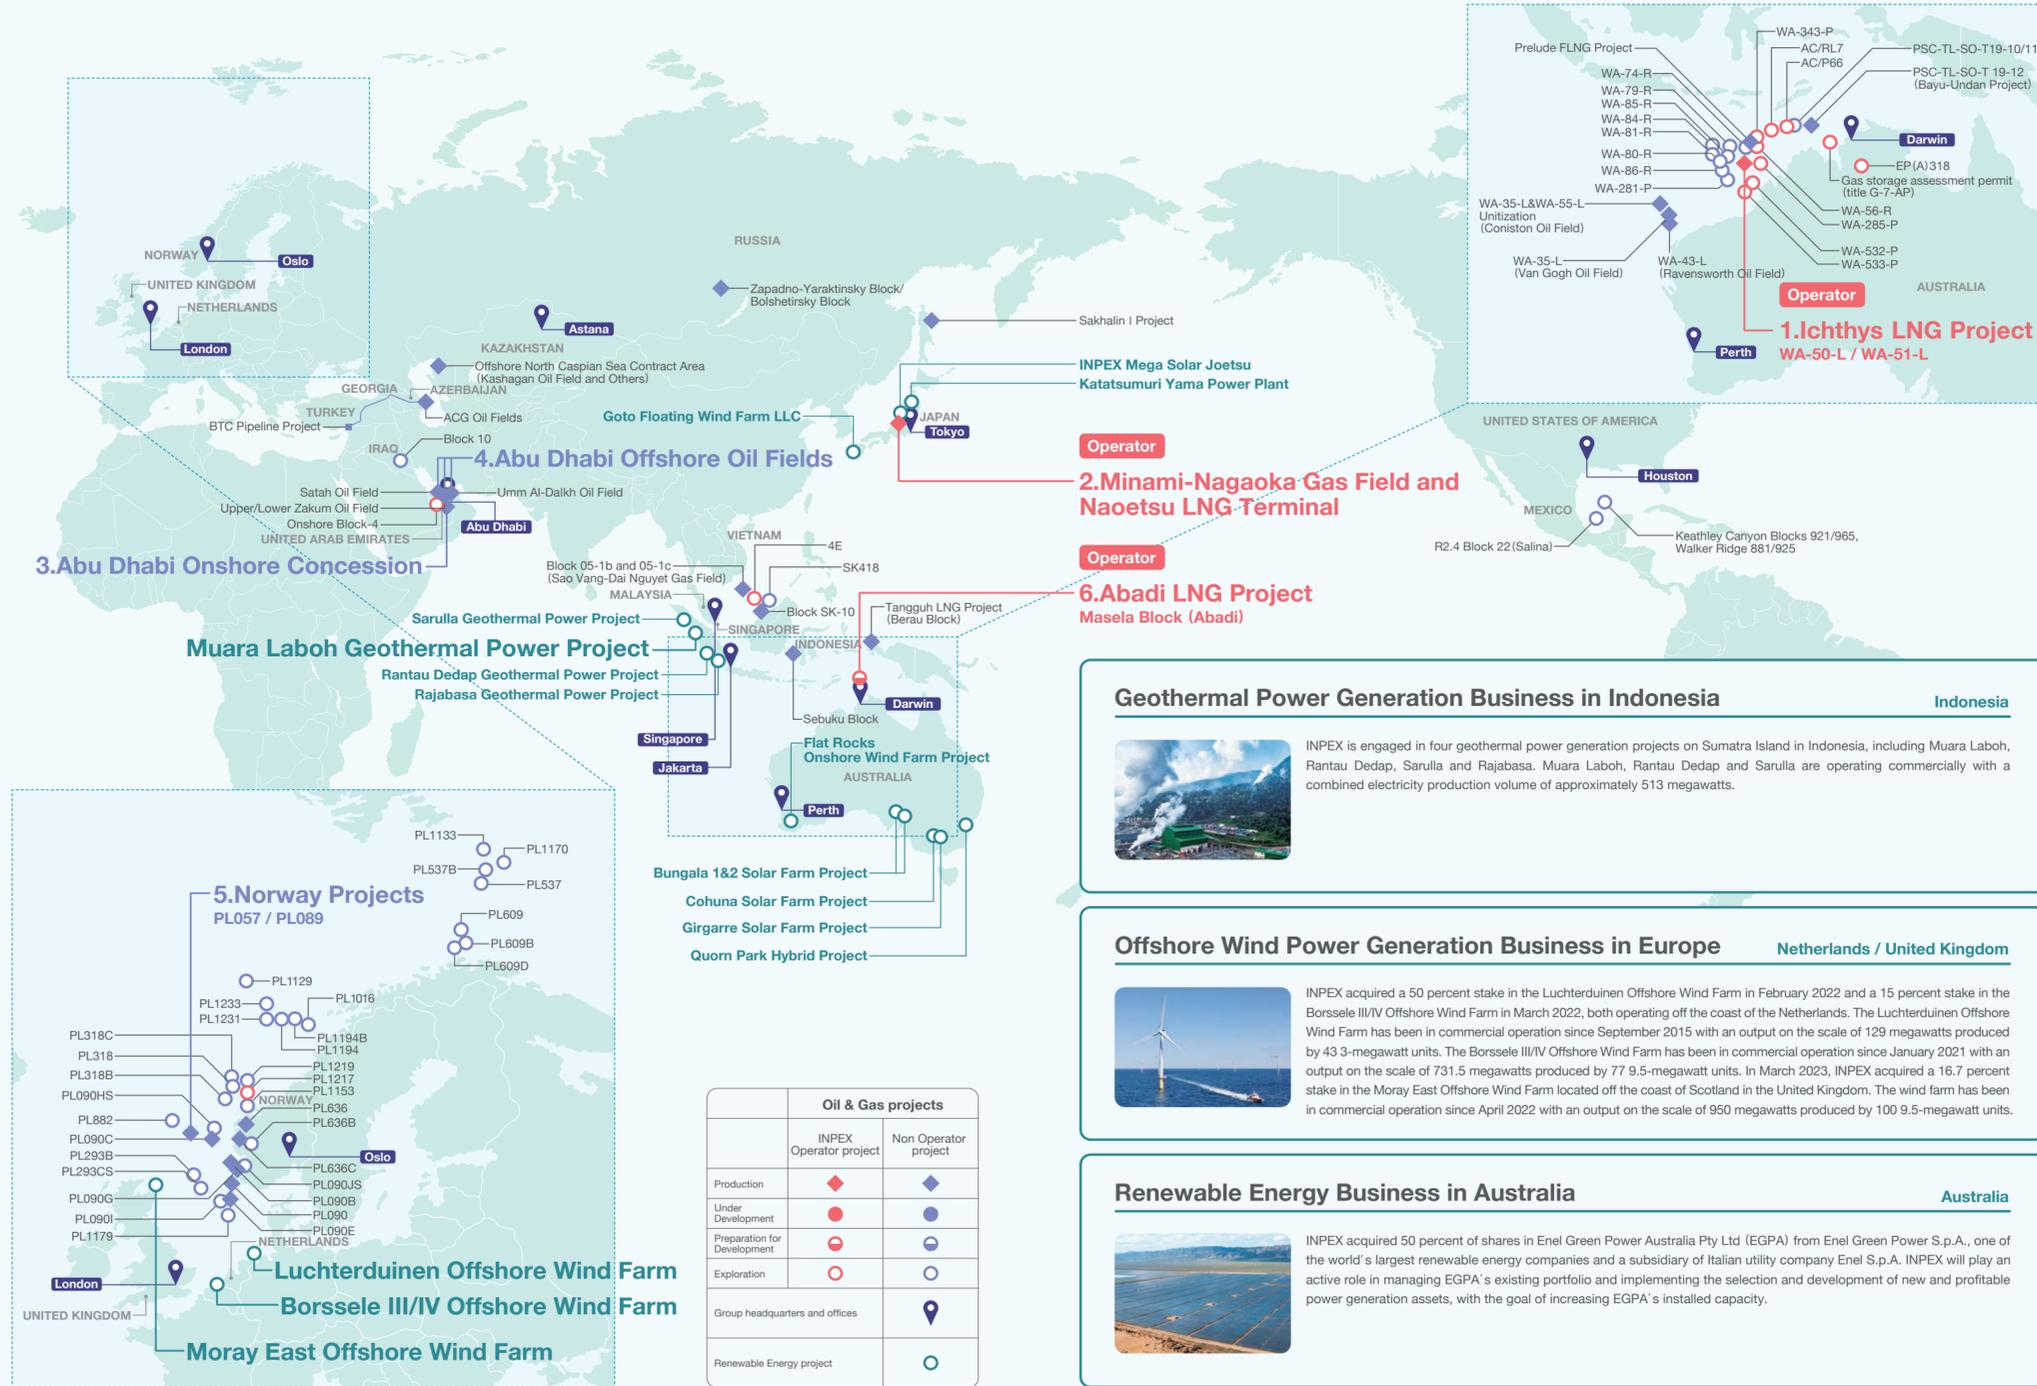 NORWAY
Oslo
UNITED KINGDOM
NETHERLANDS
London
RUSSIA
Zapadno-Yaraktinsky Block/
Bolshetirsky Block
Astana
KAZAKHSTAN
Offshore North Caspian Sea Contract Area
(Kashagan Oil Field and Others)
GEORGIA
AZERBAIJAN
TURKEY
ACG Oil Fields
BTC Pipeline Project
Block 10
IRAQ
4.Abu Dhabi Offshore Oil Fields
Satah Oil Field
Umm Al-Dalkh Oil Field
Upper/Lower Zakum Oil Field
Onshore Block-4
Abu Dhabi
UNITED ARAB EMIRATES
3.Abu Dhabi Onshore Concession
Sakhalin I Project
INPEX Mega Solar Joetsu
Katatsumuri Yama Power Plant
Goto Floating Wind Farm LLC
JAPAN
Tokyo
Operator
2.Minami-Nagaoka Gas Field and
Naoetsu LNG Terminal
VIETNAM
4E
Block 05-1b and 05-1c
(Sao Vang-Dai Nguyet Gas Field)
SK418
MALAYSIA
Block SK-10
Tangguh LNG Project
(Berau Block)
SINGAPORE
INDONESIA
Operator
6.Abadi LNG Project
Masela Block (Abadi)
Sarulla Geothermal Power Project
Muara Laboh Geothermal Power Project
Rantau Dedap Geothermal Power Project
Rajabasa Geothermal Power Project
Darwin
Sebuku Block
Singapore
Jakarta
Flat Rocks
Onshore Wind Farm Project
AUSTRALIA
Perth
Bungala 1&2 Solar Farm Project
Cohuna Solar Farm Project
Girgarre Solar Farm Project
Quorn Park Hybrid Project
Prelude FLNG Project
WA-74-R
WA-79-R
WA-85-R
WA-84-R
WA-81-R
WA-80-R
WA-86-R
WA-281-P
WA-35-L&WA-55-L
Unitization
(Coniston Oil Field)
WA-35-L
(Van Gogh Oil Field)
WA-43-L
(Ravensworth Oil Field)
WA-343-P
AC/RL7
AC/P66
PSC-TL-SO-T19-10/11
PSC-TL-SO-T 19-12
(Bayu-Undan Project)
Darwin
EP(A)318
Gas storage assessment permit
(title G-7-AP)
WA-56-R
WA-285-P
WA-532-P
WA-533-P
Operator
AUSTRALIA
1.Ichthys LNG Project
WA-50-L / WA-51-L
Perth
UNITED STATES OF AMERICA
Houston
MEXICO
R2.4 Block 22(Salina)
Keathley Canyon Blocks 921/965,
Walker Ridge 881/925
5.Norway Projects
PL057 / PL089
PL1133
PL1170
PL537B
PL537
PL609
PL609B
PL609D
PL1129
PL1233
PL1016
PL1231
PL1194B
PL1194
PL318C
PL318
PL318B
PL090HS
PL882
PL090C
PL293B
PL293CS
PL090G
PL090I
PL1179
PL1219
PL1217
PL1153
NORWAY
PL636
PL636B
Oslo
PL636C
PL090JS
PL090B
PL090
PL090E
NETHERLANDS
London
UNITED KINGDOM
Luchterduinen Offshore Wind Farm
Borssele III/IV Offshore Wind Farm
Moray East Offshore Wind Farm
Oil & Gas projects
INPEX
Operator project
Non Operator
project
Production
Under
Development
Preparation for
Development
Exploration
Group headquarters and offices
Renewable Energy project
Geothermal Power Generation Business in Indonesia
Indonesia
INPEX is engaged in four geothermal power generation projects on Sumatra Island in Indonesia, including Muara Laboh,
Rantau Dedap, Sarulla and Rajabasa. Muara Laboh, Rantau Dedap and Sarulla are operating commercially with a
combined electricity production volume of approximately 513 megawatts.
Offshore Wind Power Generation Business in Europe
Netherlands / United Kingdom
INPEX acquired a 50 percent stake in the Luchterduinen Offshore Wind Farm in February 2022 and a 15 percent stake in the
Borssele III/IV Offshore Wind Farm in March 2022, both operating off the coast of the Netherlands. The Luchterduinen Offshore
Wind Farm has been in commercial operation since September 2015 with an output on the scale of 129 megawatts produced
by 43 3-megawatt units. The Borssele III/IV Offshore Wind Farm has been in commercial operation since January 2021 with an
output on the scale of 731.5 megawatts produced by 77 9.5-megawatt units. In March 2023, INPEX acquired a 16.7 percent
stake in the Moray East Offshore Wind Farm located off the coast of Scotland in the United Kingdom. The wind farm has been
in commercial operation since April 2022 with an output on the scale of 950 megawatts produced by 100 9.5-megawatt units.
Renewable Energy Business in Australia
Australia
INPEX acquired 50 percent of shares in Enel Green Power Australia Pty Ltd (EGPA) from Enel Green Power S.p.A., one of
the world´s largest renewable energy companies and a subsidiary of Italian utility company Enel S.p.A. INPEX will play an
active role in managing EGPA´s existing portfolio and implementing the selection and development of new and profitable
power generation assets, with the goal of increasing EGPA´s installed capacity.